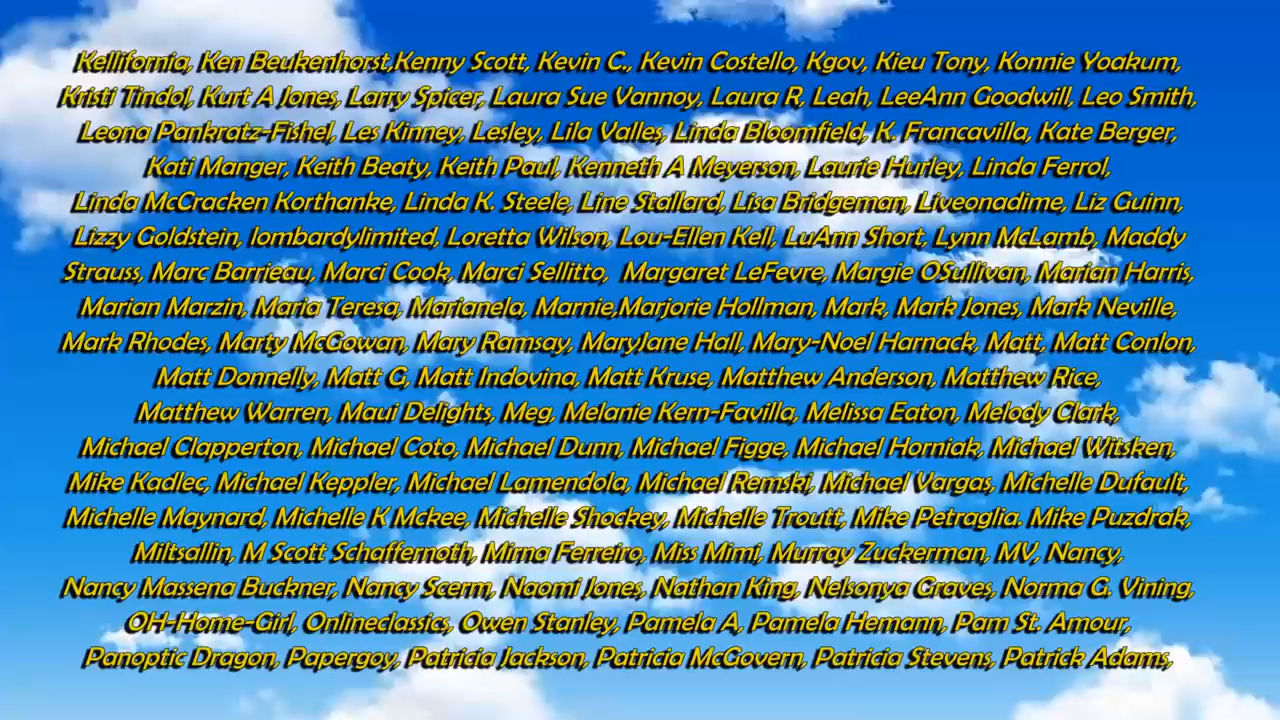 Kellifornia, Ken Beukenhorst,Kenny Scott, Kevin C., Kevin Costello, Kgov, Kieu Tony, Konnie Yoakum,
Kristi Tindol, Kurt A Jones, Larry Spicer, Laura Sue Vannoy, Laura R, Leah, LeeAnn Goodwill, Leo Smith,
Leona Pankratz-Fishel, Les Kinney, Lesley, Lila Valles, Linda Bloomfield, K. Francavilla, Kate Berger,
Kati Manger, Keith Beaty, Keith Paul, Kenneth A Meyerson, Laurie Hurley, Linda Ferrol,
Linda McCracken Korthanke, Linda K. Steele, Line Stallard, Lisa Bridgeman, Liveonadime, Liz Guinn,
Lizzy Goldstein, lombardylimited, Loretta Wilson, Lou-Ellen Kell, LuAnn Short, Lynn McLamb, Maddy
Strauss, Marc Barrieau, Marci Cook, Marci Sellitto,  Margaret LeFevre, Margie OSullivan, Marian Harris,
Marian Marzin, Maria Teresa, Marianela, Marnie,Marjorie Hollman, Mark, Mark Jones, Mark Neville,
Mark Rhodes, Marty McGowan, Mary Ramsay, MaryJane Hall, Mary-Noel Harnack, Matt, Matt Conlon,
Matt Donnelly, Matt G, Matt Indovina, Matt Kruse, Matthew Anderson, Matthew Rice,
Matthew Warren, Maui Delights, Meg, Melanie Kern-Favilla, Melissa Eaton, Melody Clark,
Michael Clapperton, Michael Coto, Michael Dunn, Michael Figge, Michael Horniak, Michael Witsken,
Mike Kadlec, Michael Keppler, Michael Lamendola, Michael Remski, Michael Vargas, Michelle Dufault,
Michelle Maynard, Michelle K Mckee, Michelle Shockey, Michelle Troutt, Mike Petraglia. Mike Puzdrak,
Miltsallin, M Scott Schaffernoth, Mirna Ferreiro, Miss Mimi, Murray Zuckerman, MV, Nancy,
Nancy Massena Buckner, Nancy Scerm, Naomi Jones, Nathan King, Nelsonya Graves, Norma G. Vining,
OH-Home-Girl, Onlineclassics, Owen Stanley, Pamela A, Pamela Hemann, Pam St. Amour,
Panoptic Dragon, Papergoy, Patricia Jackson, Patricia McGovern, Patricia Stevens, Patrick Adams,